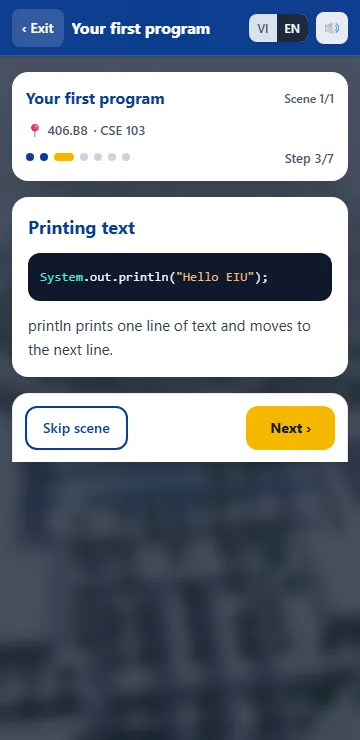 ‹ Exit
Your first program
VI
EN
Your first program
Scene 1/1
406.B8 · CSE 103
Step 3/7
Printing text
System.out.println("Hello EIU");
println prints one line of text and moves to
the next line.
Skip scene
Next ›